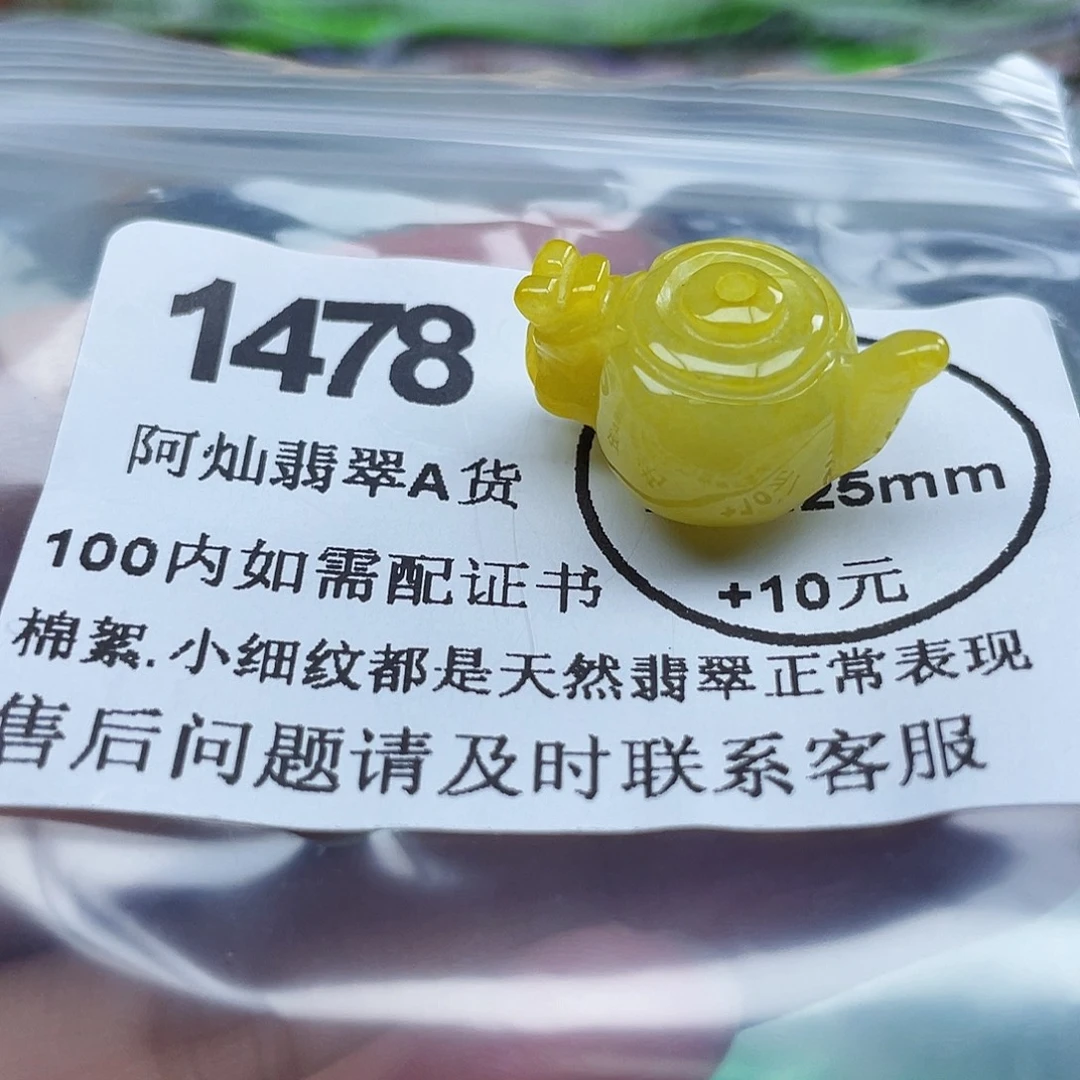 1478
阿灿翡翠A货
25mm
100内如需配证书
+10元
棉絮.小细纹都是天然翡翠正常表现
售后问题请及时联系客服